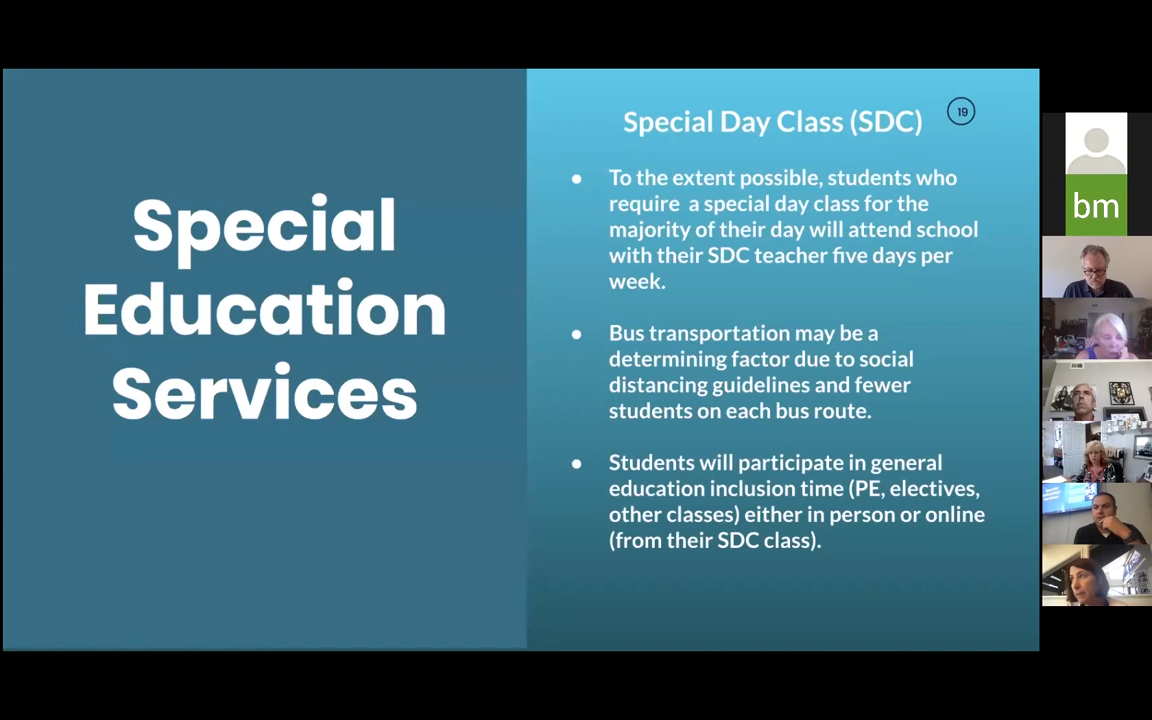 Special
Education
Services
Special Day Class (SDC)
19
● To the extent possible, students who
require a special day class for the
majority of their day will attend school
with their SDC teacher five days per
week.
● Bus transportation may be a
determining factor due to social
distancing guidelines and fewer
students on each bus route.
● Students will participate in general
education inclusion time (PE, electives,
other classes) either in person or online
(from their SDC class).
bm